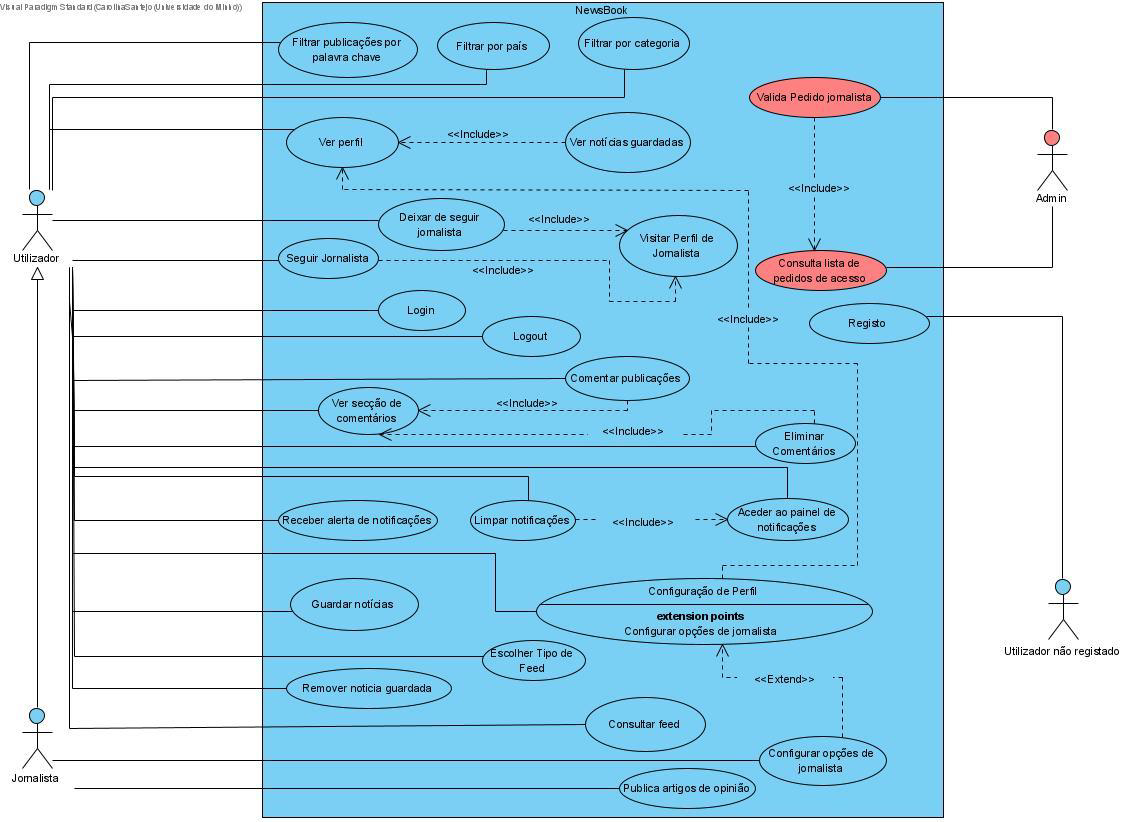 Visual Paradigm Standard (CarolinaSantejo (Universidade do Minho))
NewsBook
Filtrar publicações por
palavra chave
Filtrar por país
Filtrar por categoria
Valida Pedido jornalista
Ver perfil
<<Include>>
Ver notícias guardadas
<<Include>>
Admin
Deixar de seguir
jornalista
<<Include>>
Visitar Perfil de
Jornalista
Utilizador
Seguir Jornalista
<<Include>>
Consulta lista de
pedidos de acesso
Login
<<Include>>
Registo
Logout
Comentar publicações
Ver secção de
comentários
<<Include>>
<<Include>>
Eliminar
Comentários
Receber alerta de notificações
Limpar notificações
<<Include>>
Aceder ao painel de
notificações
Configuração de Perfil
extension points
Configurar opções de jornalista
Guardar notícias
Utilizador não registado
Escolher Tipo de
Feed
<<Extend>>
Remover noticia guardada
Consultar feed
Jornalista
Configurar opções de
jornalista
Publica artigos de opinião